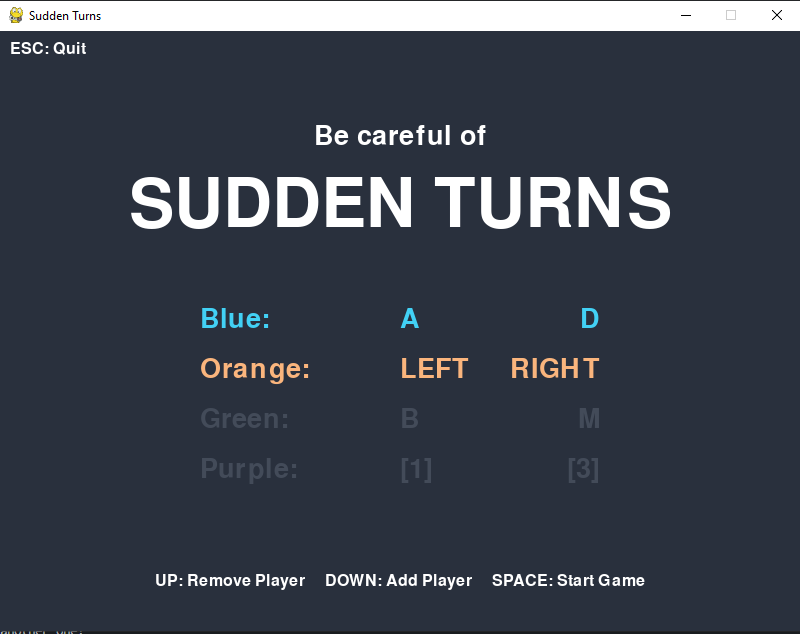 Sudden Turns
ESC: Quit
Be careful of
SUDDEN TURNS
Blue: A D
Orange: LEFT RIGHT
Green: B M
Purple: [1] [3]
UP: Remove Player DOWN: Add Player SPACE: Start Game